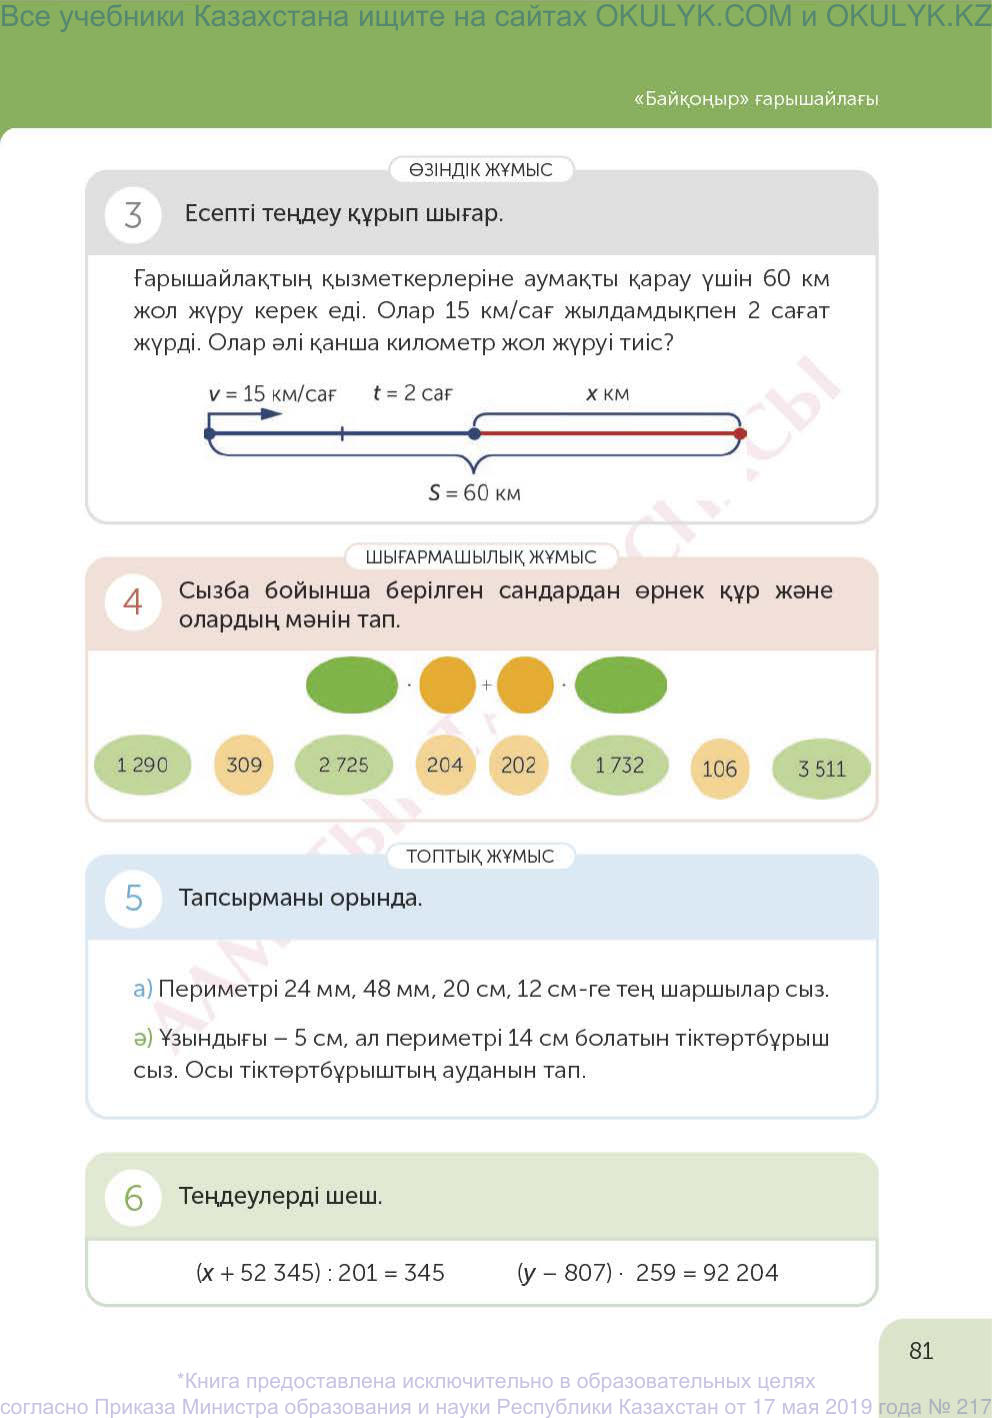 Все учебники Казахстана ищите на сайтах OKULYK.COM и OKULYK.KZ
«Байқоңыр» ғарышайлағы
ӨЗІНДІК ЖҰМЫС
3 Есепті теңдеу құрып шығар.
Ғарышайлақтың қызметкерлеріне аумақты қарау үшін 60 км
жол жүру керек еді. Олар 15 км/сағ жылдамдықпен 2 сағат
жүрді. Олар әлі қанша километр жол жүруі тиіс?
v = 15 км/сағ t = 2 сағ x км
S = 60 км
ШЫҒАРМАШЫЛЫҚ ЖҰМЫС
4 Сызба бойынша берілген сандардан өрнек құр және
олардың мәнін тап.
· + ·
1 290 309 2 725 204 202 1 732 106 3 511
ТОПТЫҚ ЖҰМЫС
5 Тапсырманы орында.
а) Периметрі 24 мм, 48 мм, 20 см, 12 см-ге тең шаршылар сыз.
ә) Ұзындығы – 5 см, ал периметрі 14 см болатын тіктөртбұрыш
сыз. Осы тіктөртбұрыштың ауданын тап.
6 Теңдеулерді шеш.
(x + 52 345) : 201 = 345 (y – 807) · 259 = 92 204
81
*Книга предоставлена исключительно в образовательных целях
согласно Приказа Министра образования и науки Республики Казахстан от 17 мая 2019 года № 217